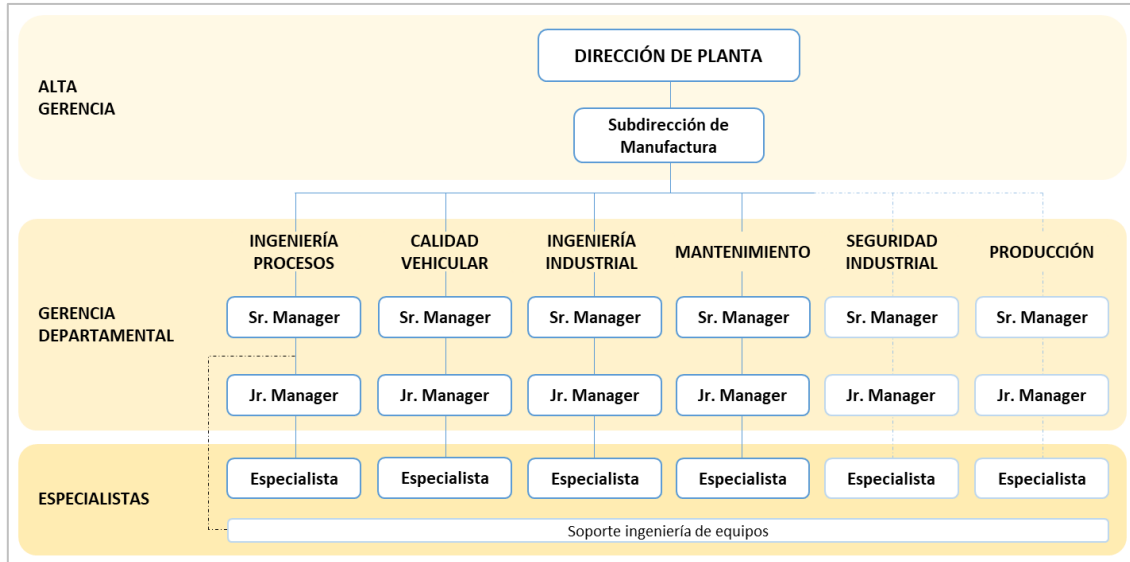 DIRECCIÓN DE PLANTA
ALTA
GERENCIA
Subdirección de
Manufactura
INGENIERÍA
PROCESOS
CALIDAD
VEHICULAR
INGENIERÍA
INDUSTRIAL
MANTENIMIENTO
SEGURIDAD
INDUSTRIAL
PRODUCCIÓN
GERENCIA
DEPARTAMENTAL
Sr. Manager
Sr. Manager
Sr. Manager
Sr. Manager
Sr. Manager
Sr. Manager
Jr. Manager
Jr. Manager
Jr. Manager
Jr. Manager
Jr. Manager
Jr. Manager
ESPECIALISTAS
Especialista
Especialista
Especialista
Especialista
Especialista
Especialista
Soporte ingeniería de equipos